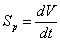 S_p = dV/dt